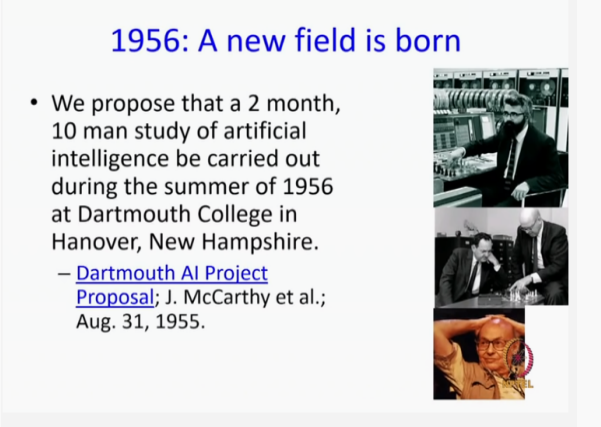 1956: A new field is born
• We propose that a 2 month,
10 man study of artificial
intelligence be carried out
during the summer of 1956
at Dartmouth College in
Hanover, New Hampshire.
– Dartmouth AI Project
Proposal; J. McCarthy et al.;
Aug. 31, 1955.